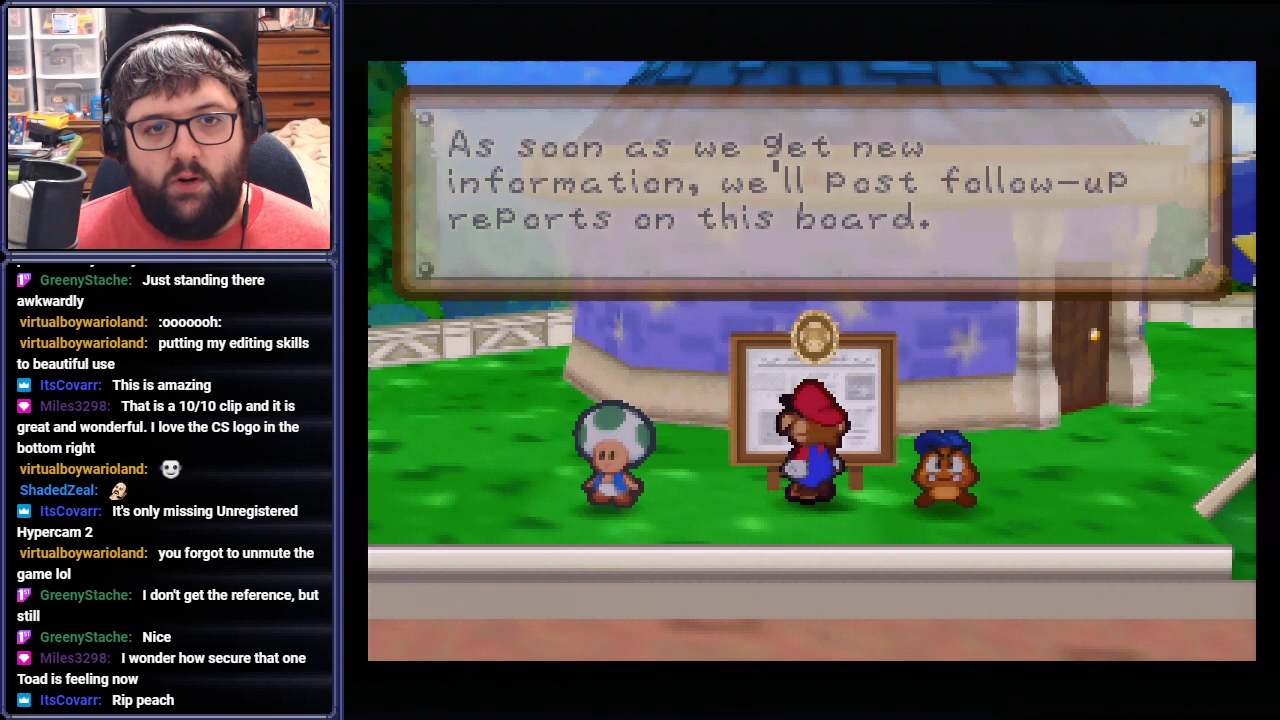 As soon as we get new
information, we'll post follow-up
reports on this board.
GreenyStache: Just standing there
awkwardly
virtualboywarioland: :ooooooh:
virtualboywarioland: putting my editing skills
to beautiful use
ItsCovarr: This is amazing
Miles3298: That is a 10/10 clip and it is
great and wonderful. I love the CS logo in the
bottom right
virtualboywarioland:
ShadedZeal:
ItsCovarr: It's only missing Unregistered
Hypercam 2
virtualboywarioland: you forgot to unmute the
game lol
GreenyStache: I don't get the reference, but
still
GreenyStache: Nice
Miles3298: I wonder how secure that one
Toad is feeling now
ItsCovarr: Rip peach